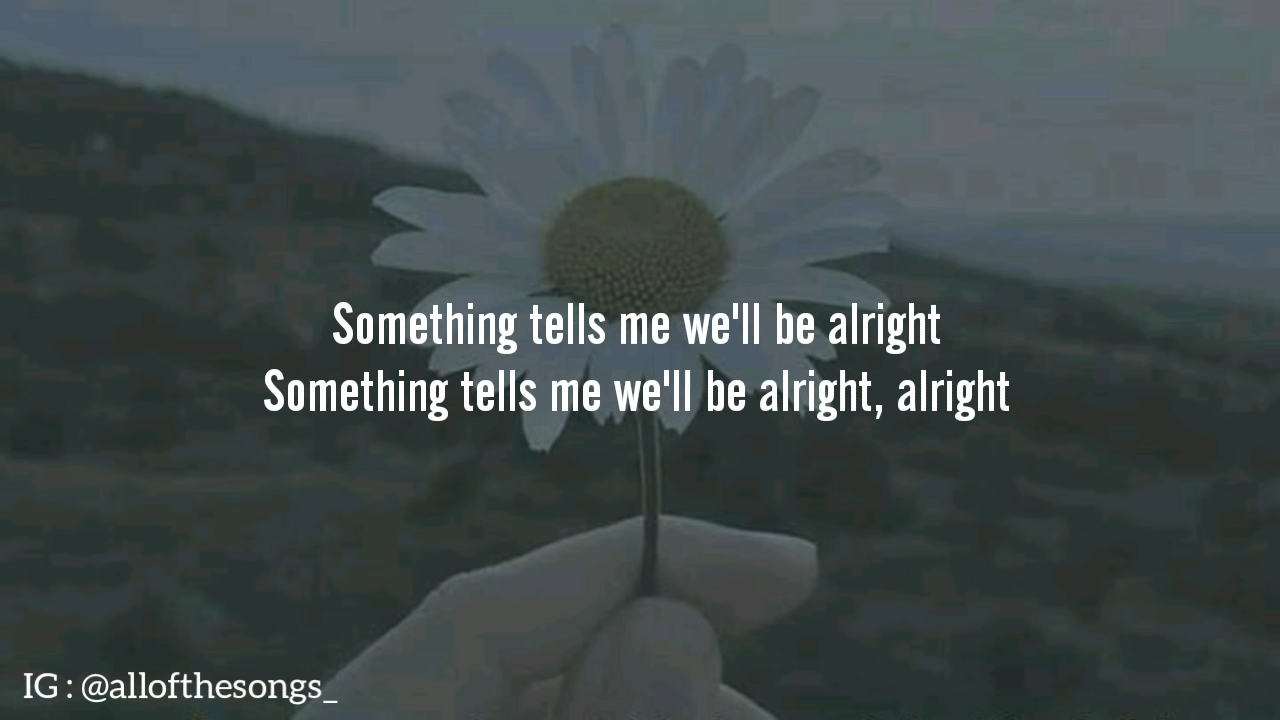 Something tells me we'll be alright
Something tells me we'll be alright, alright
IG : @allofthesongs_